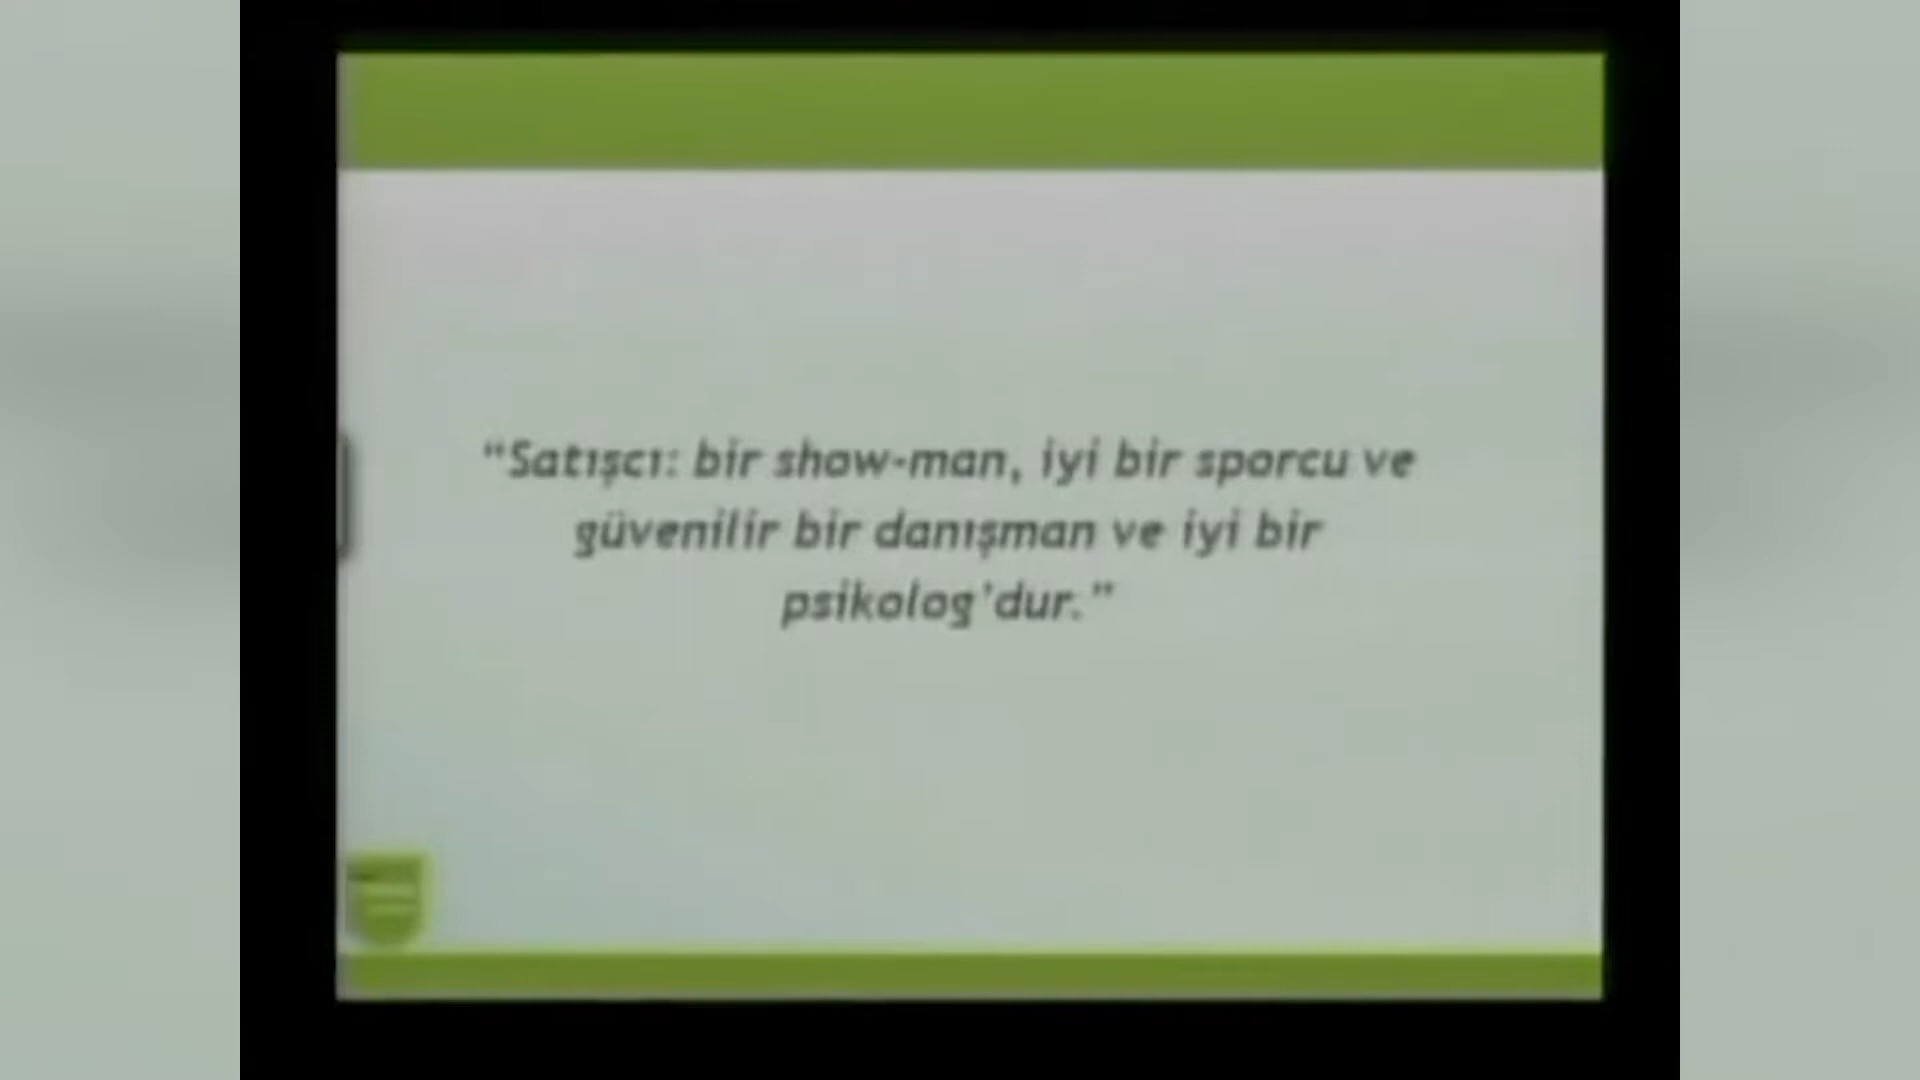 "Satışcı: bir show-man, iyi bir sporcu ve
güvenilir bir danışman ve iyi bir
psikolog'dur."